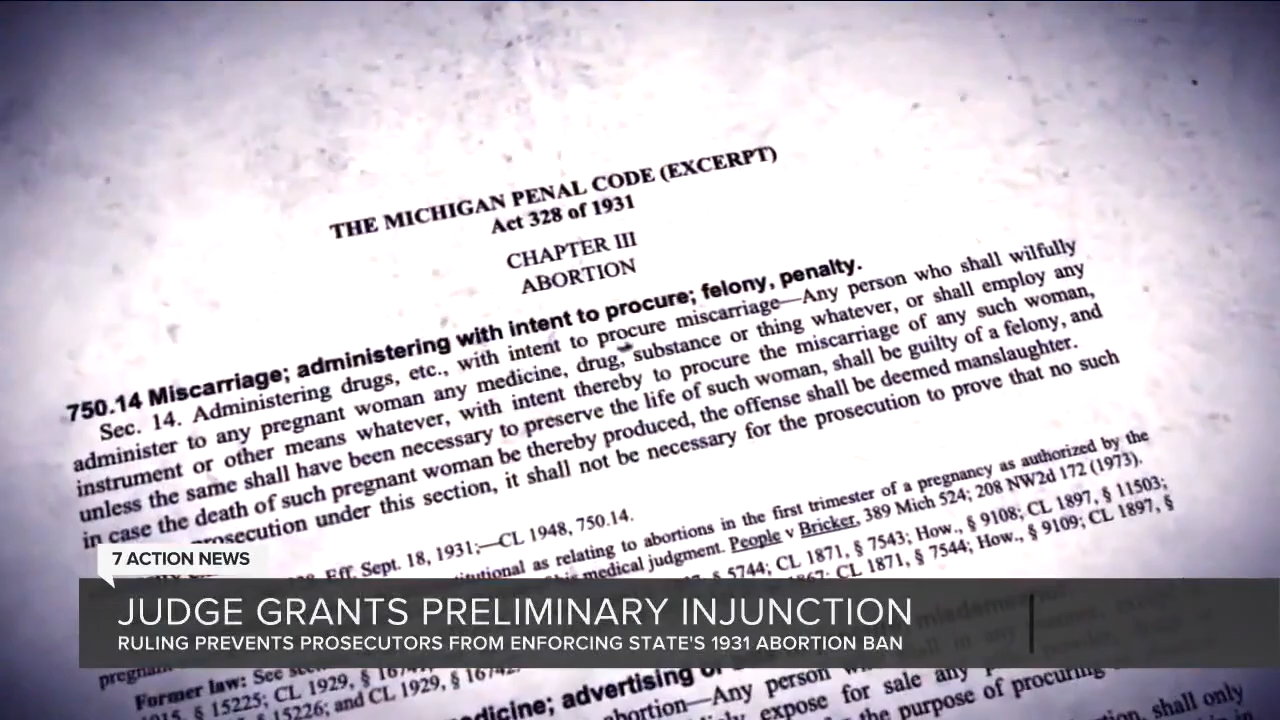 THE MICHIGAN PENAL CODE (EXCERPT)
Act 328 of 1931
CHAPTER III
ABORTION
750.14 Miscarriage; administering with intent to procure; felony, penalty.
Sec. 14. Administering drugs, etc., with intent to procure miscarriage—Any person who shall wilfully
administer to any pregnant woman any medicine, drug, substance or thing whatever, or shall employ any
instrument or other means whatever, with intent thereby to procure the miscarriage of any such woman,
unless the same shall have been necessary to preserve the life of such woman, shall be guilty of a felony, and
in case the death of such pregnant woman be thereby produced, the offense shall be deemed manslaughter.
under this section, it shall not be necessary for the prosecution to prove that no such
Eff. Sept. 18, 1931;—CL 1948, 750.14.
as relating to abortions in the first trimester of a pregnancy as authorized by the
medical judgment. People v Bricker, 389 Mich 524; 208 NW2d 172 (1973).
§ 5744; CL 1871, § 7543; How., § 9108; CL 1897, § 11503;
CL 1871, § 7544; How., § 9109; CL 1897, §
7 ACTION NEWS
JUDGE GRANTS PRELIMINARY INJUNCTION
RULING PREVENTS PROSECUTORS FROM ENFORCING STATE'S 1931 ABORTION BAN
Former law: See
§ 15225; CL 1929, §
§ 15226; and CL 1929, §
advertising
—Any person
expose for sale any
the purpose of procuring
shall only